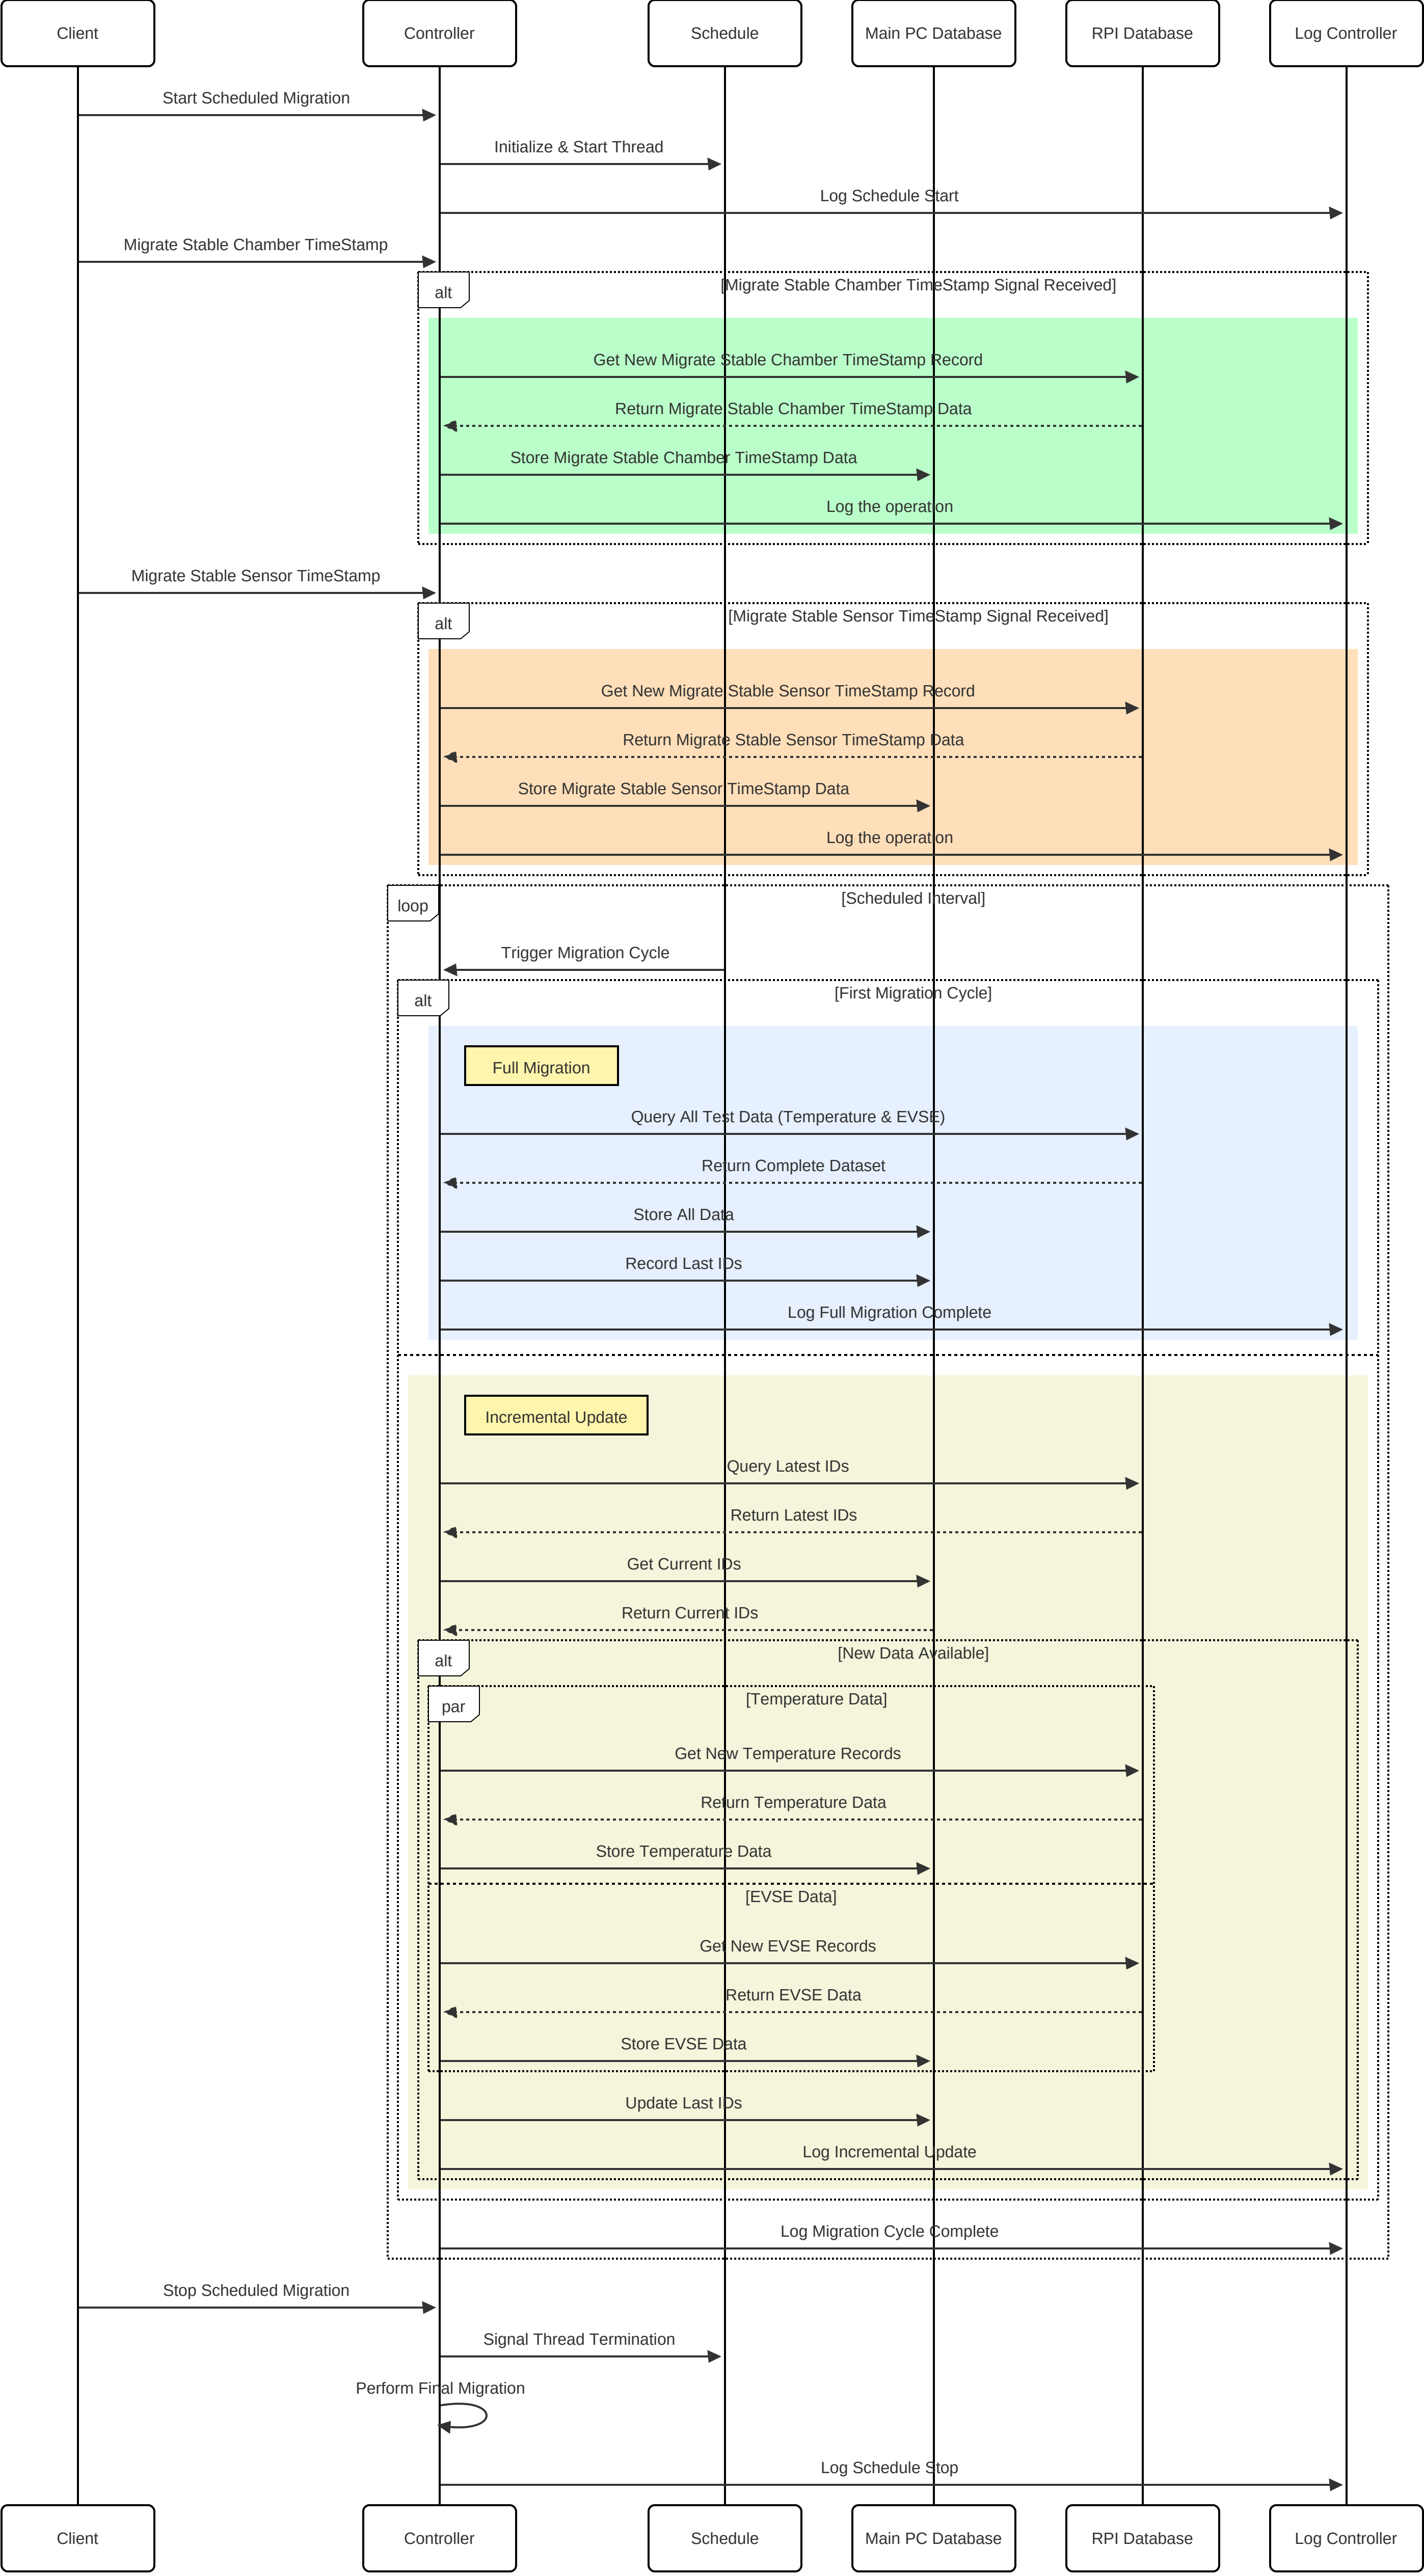 Client
Controller
Schedule
Main PC Database
RPI Database
Log Controller
Start Scheduled Migration
Initialize & Start Thread
Log Schedule Start
Migrate Stable Chamber TimeStamp
alt
[Migrate Stable Chamber TimeStamp Signal Received]
Get New Migrate Stable Chamber TimeStamp Record
Return Migrate Stable Chamber TimeStamp Data
Store Migrate Stable Chamber TimeStamp Data
Log the operation
Migrate Stable Sensor TimeStamp
alt
[Migrate Stable Sensor TimeStamp Signal Received]
Get New Migrate Stable Sensor TimeStamp Record
Return Migrate Stable Sensor TimeStamp Data
Store Migrate Stable Sensor TimeStamp Data
Log the operation
loop
[Scheduled Interval]
Trigger Migration Cycle
alt
[First Migration Cycle]
Full Migration
Query All Test Data (Temperature & EVSE)
Return Complete Dataset
Store All Data
Record Last IDs
Log Full Migration Complete
Incremental Update
Query Latest IDs
Return Latest IDs
Get Current IDs
Return Current IDs
alt
[New Data Available]
par
[Temperature Data]
Get New Temperature Records
Return Temperature Data
Store Temperature Data
[EVSE Data]
Get New EVSE Records
Return EVSE Data
Store EVSE Data
Update Last IDs
Log Incremental Update
Log Migration Cycle Complete
Stop Scheduled Migration
Signal Thread Termination
Perform Final Migration
Log Schedule Stop
Client
Controller
Schedule
Main PC Database
RPI Database
Log Controller